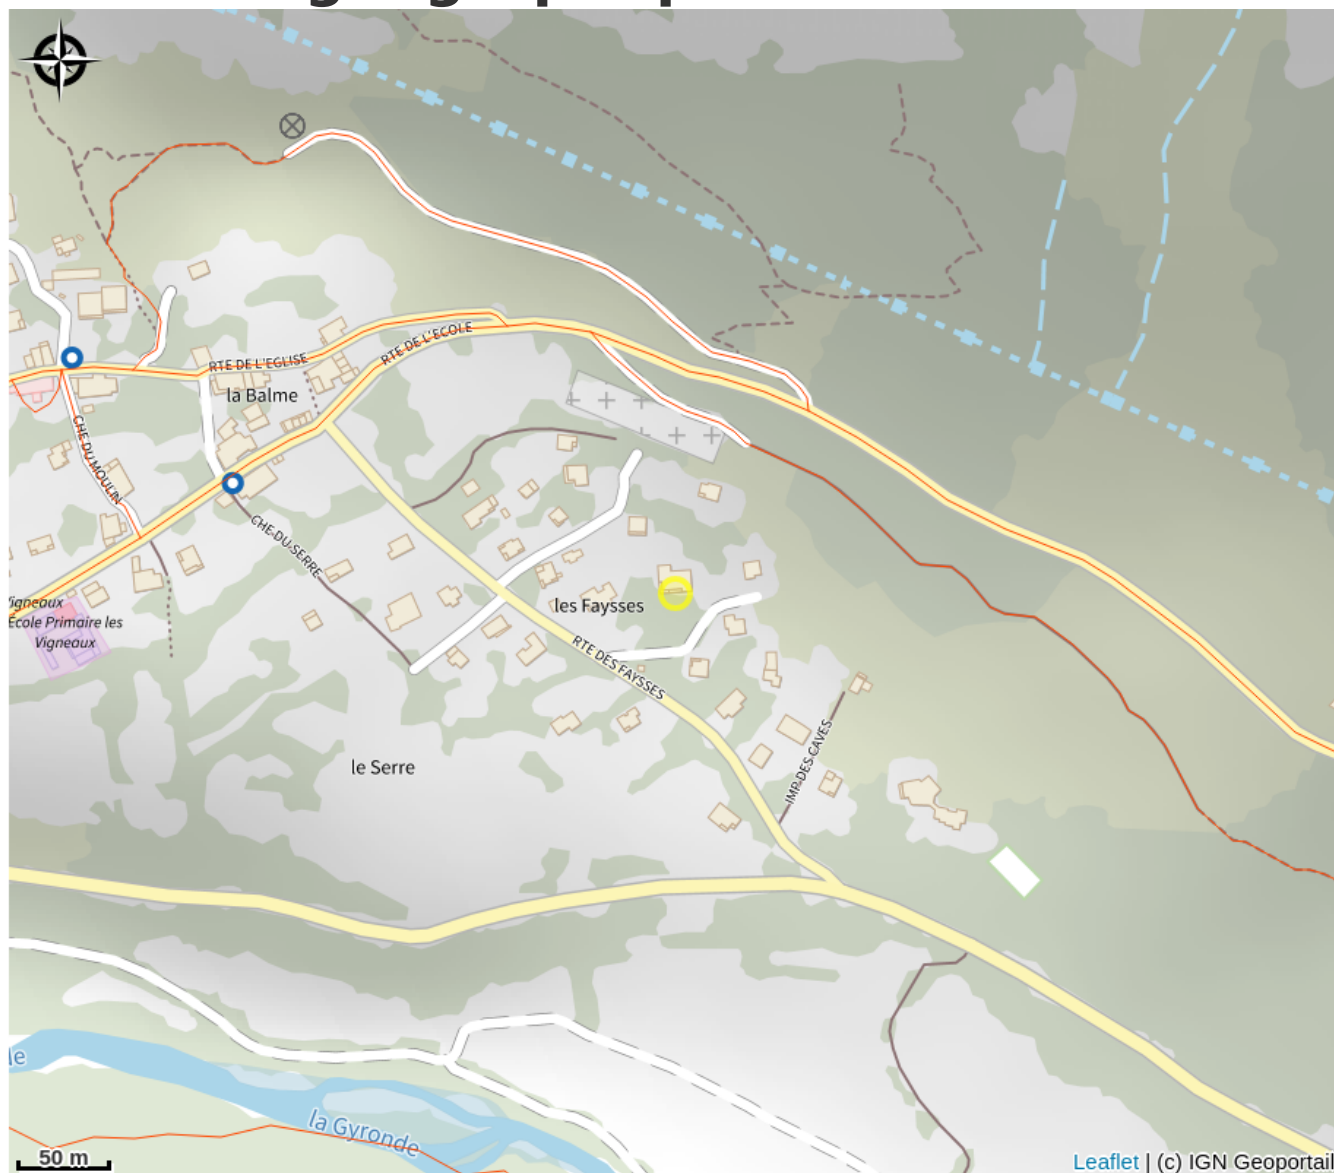 RTE DE L'EGLISE
RTE DE L'ECOLE
la Balme
CHE DU MOULIN
CHE DU SERRE
Vigneaux
École Primaire les
Vigneaux
les Faysses
RTE DES FAYSSES
le Serre
IMP DES CAVES
la Gyronde
50 m
Leaflet | (c) IGN Geoportail